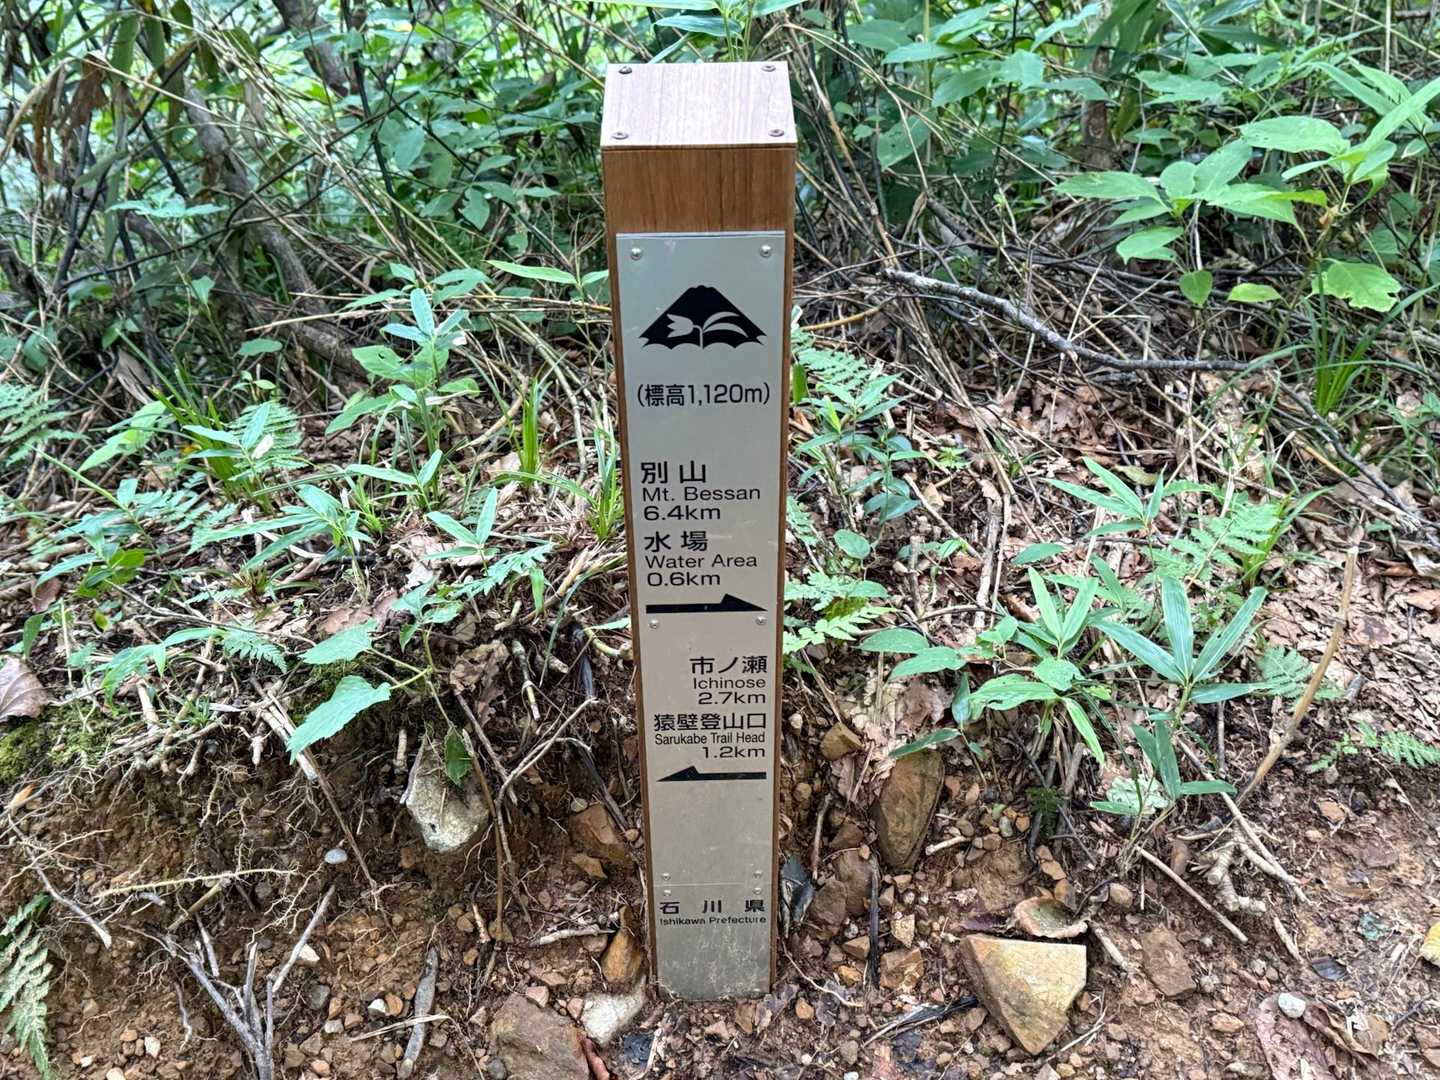 (標高1,120m)
別山
Mt. Bessan
6.4km
水場
Water Area
0.6km
市ノ瀬
Ichinose
2.7km
猿壁登山口
Sarukabe Trail Head
1.2km
石川県
Ishikawa Prefecture